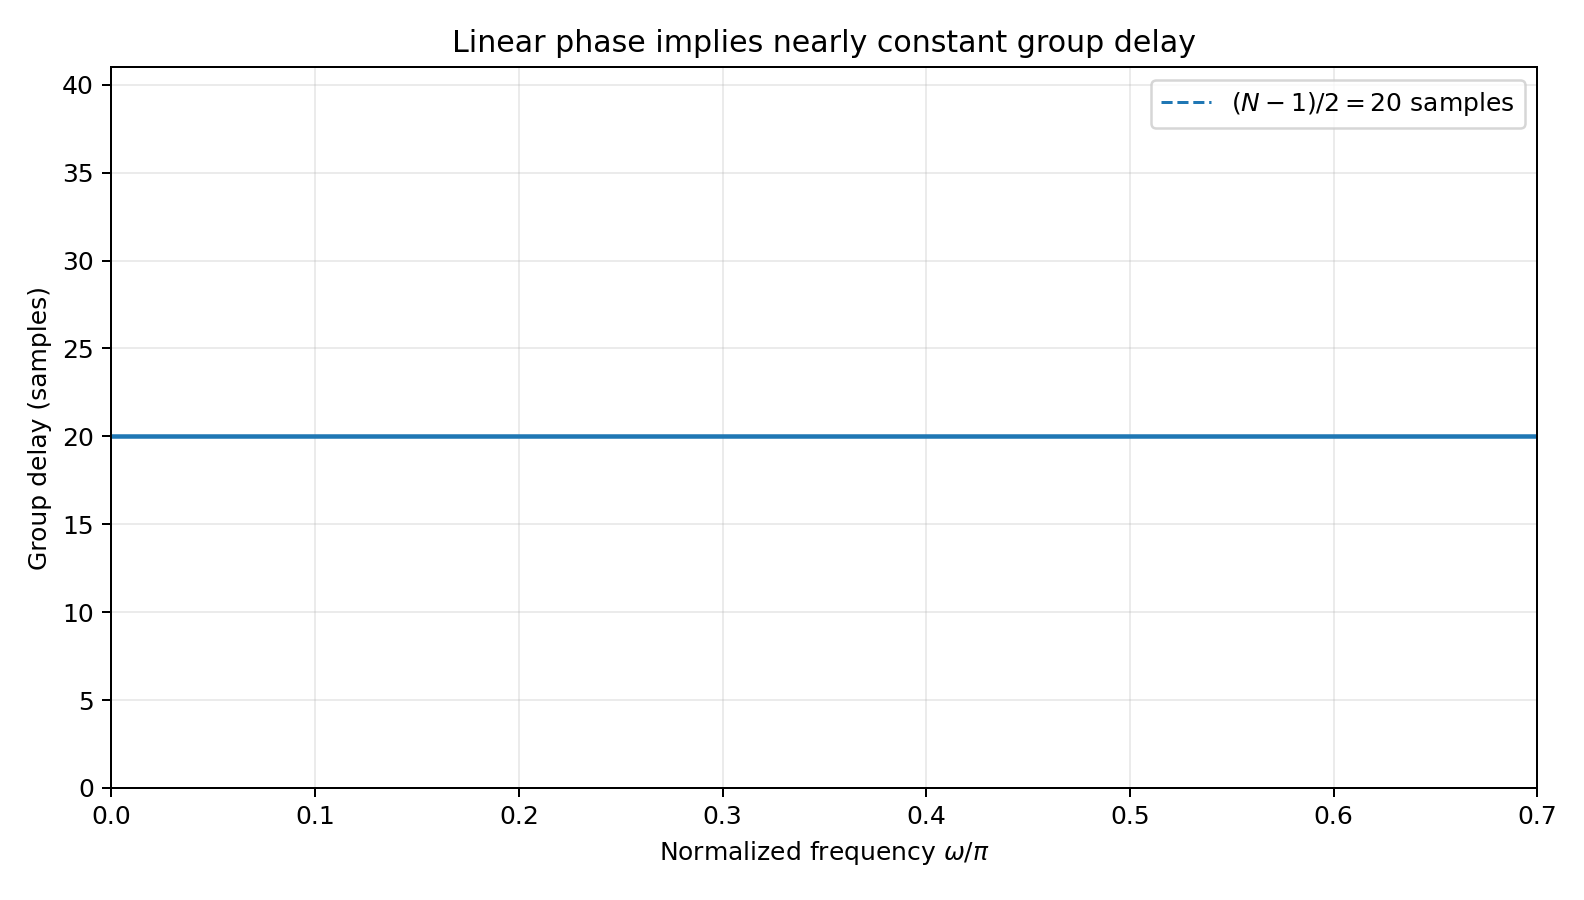 Linear phase implies nearly constant group delay
(N − 1)/2 = 20 samples
Group delay (samples)
40
35
30
25
20
15
10
5
0
0.0 0.1 0.2 0.3 0.4 0.5 0.6 0.7
Normalized frequency ω/π